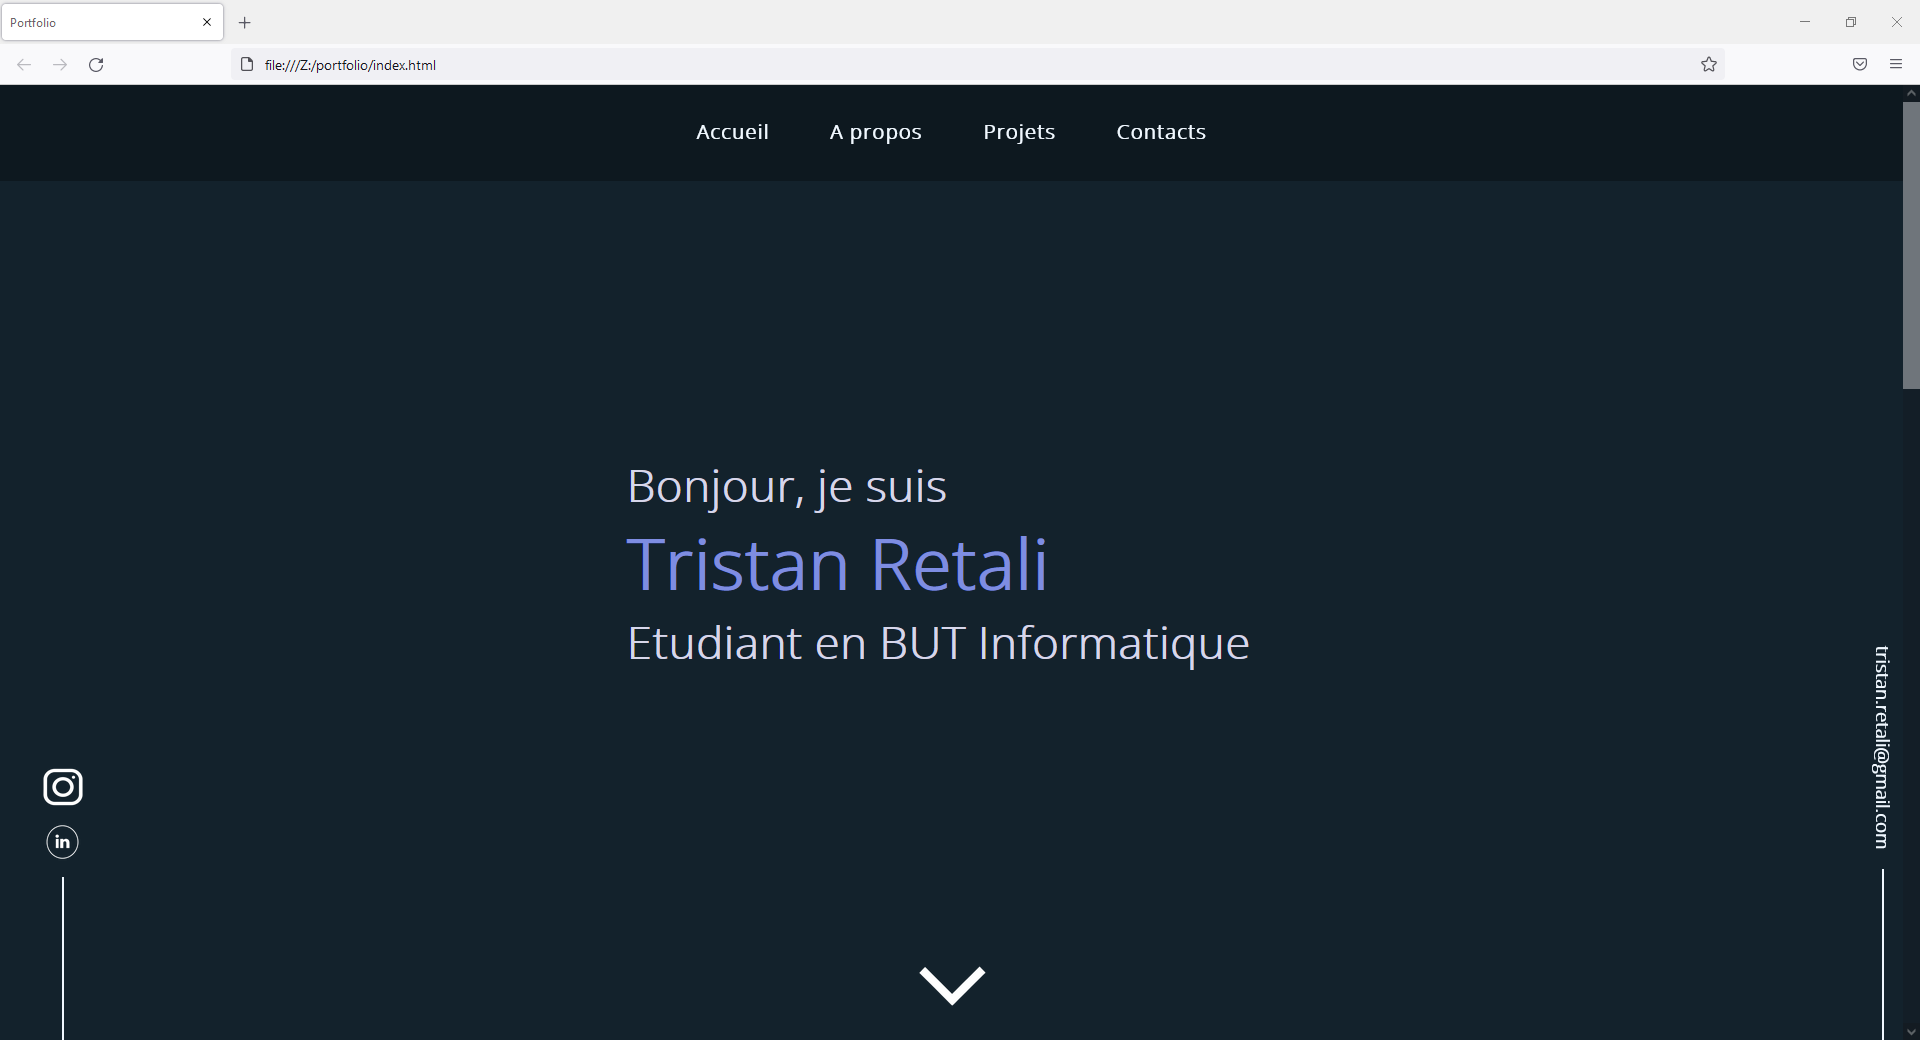 Portfolio
file:///Z:/portfolio/index.html
Accueil A propos Projets Contacts
Bonjour, je suis
Tristan Retali
Etudiant en BUT Informatique
tristan.retali@gmail.com
in